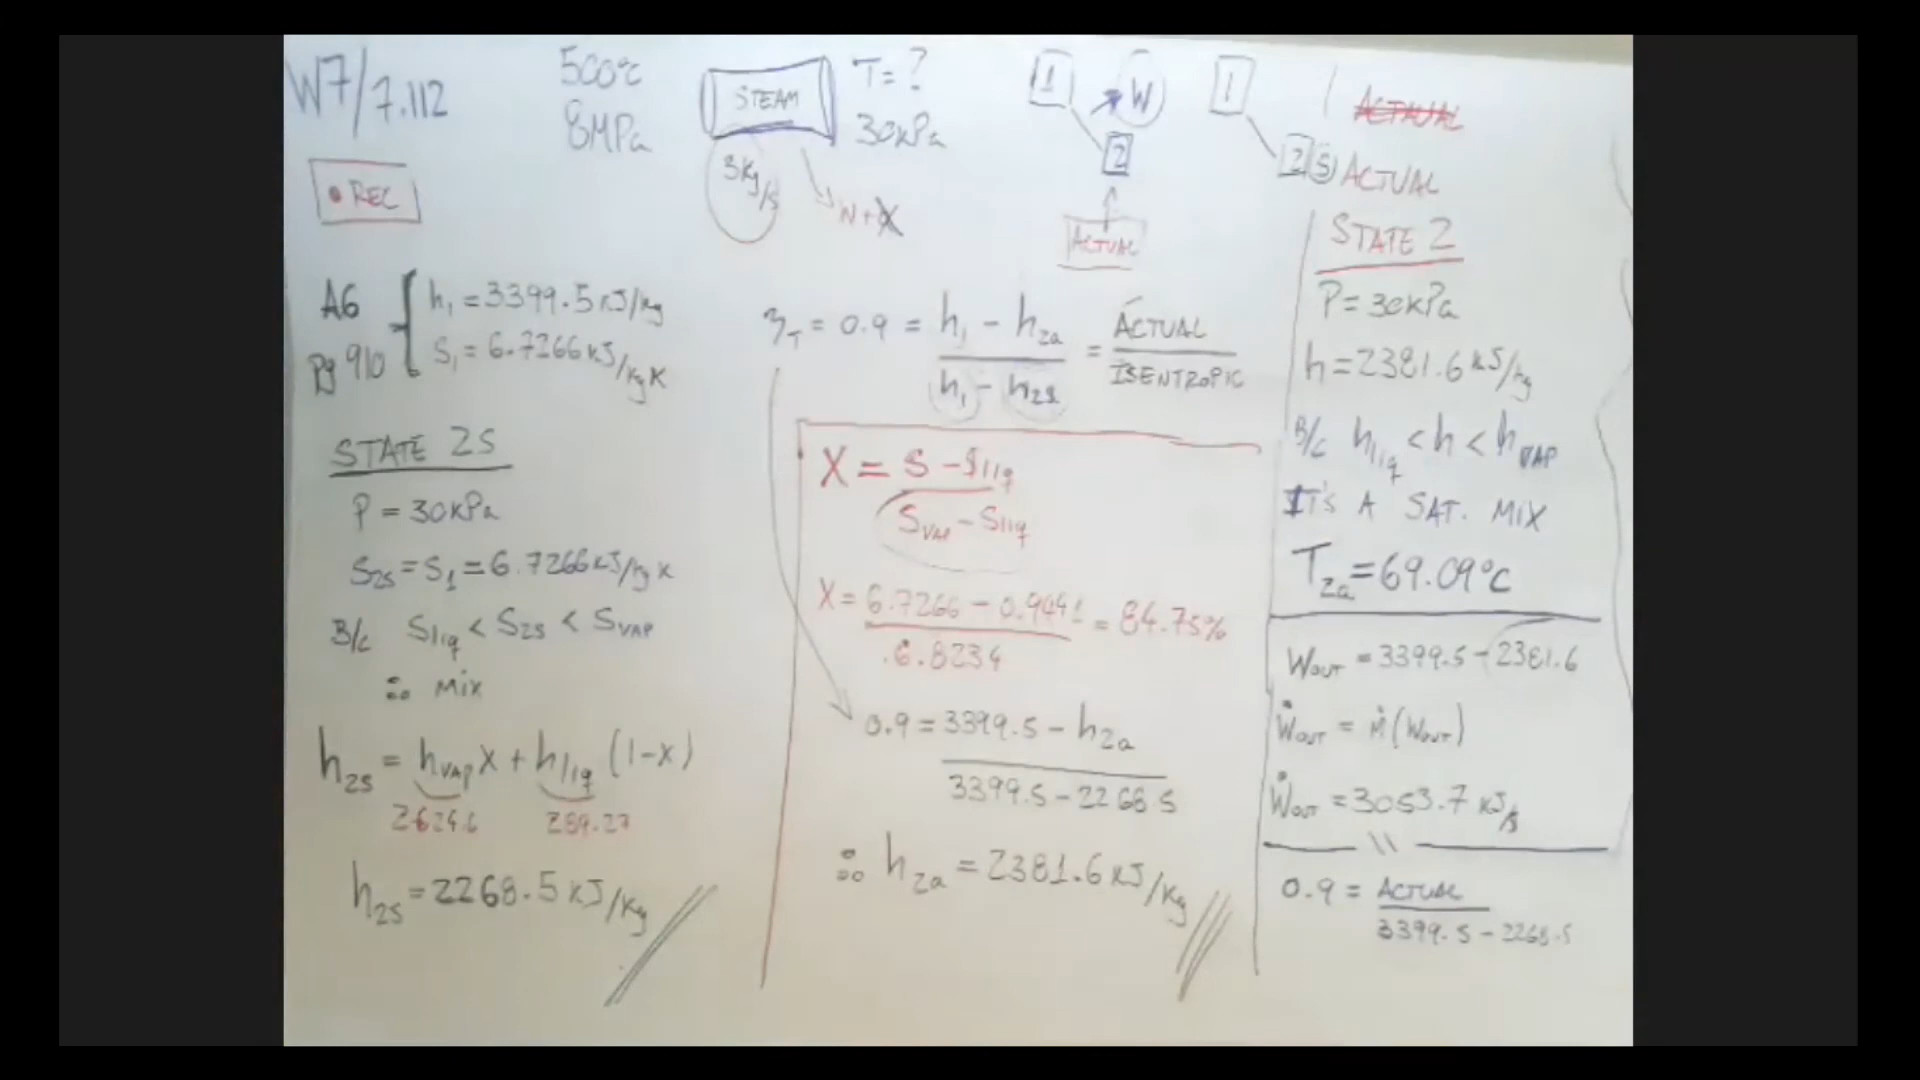 W7/7.112
• REC
500°C
8MPa
STEAM
3Kg/s
T= ?
30kPa
W+Q
1
W
2
ACTUAL
1
2S
ACTUAL
ACTUAL
A6
Pg 910
h₁ = 3399.5 kJ/kg
S₁ = 6.7266 kJ/kgK
STATE 2S
P = 30kPa
S₂s = S₁ = 6.7266 kJ/kg K
B/c Sliq < S2s < SVAP
∴ Mix
h₂s = hVAP X + hliq (1-X)
2624.6 289.27
h₂s = 2268.5 kJ/kg
ηT = 0.9 = h₁ - h2a / h₁ - h2s = ACTUAL / ISENTROPIC
X = S - Sliq / SVAP - Sliq
X = 6.7266 - 0.9441 / 6.8234 = 84.75%
0.9 = 3399.5 - h2a / 3399.5 - 2268.5
∴ h2a = 2381.6 kJ/kg
STATE 2
P = 30kPa
h = 2381.6 kJ/kg
B/c hliq < h < hVAP
IT'S A SAT. MIX
T2a = 69.09°C
WOUT = 3399.5 - 2381.6
ẆOUT = ṁ(WOUT)
ẆOUT = 3053.7 kJ/s
0.9 = ACTUAL / 3399.5 - 2268.5